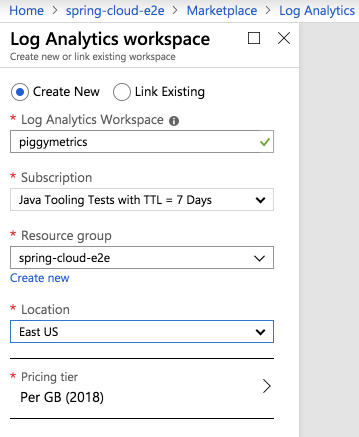 Home > spring-cloud-e2e > Marketplace > Log Analytics
Log Analytics workspace
Create new or link existing workspace
Create New Link Existing
* Log Analytics Workspace
piggymetrics
* Subscription
Java Tooling Tests with TTL = 7 Days
* Resource group
spring-cloud-e2e
Create new
* Location
East US
* Pricing tier
Per GB (2018)